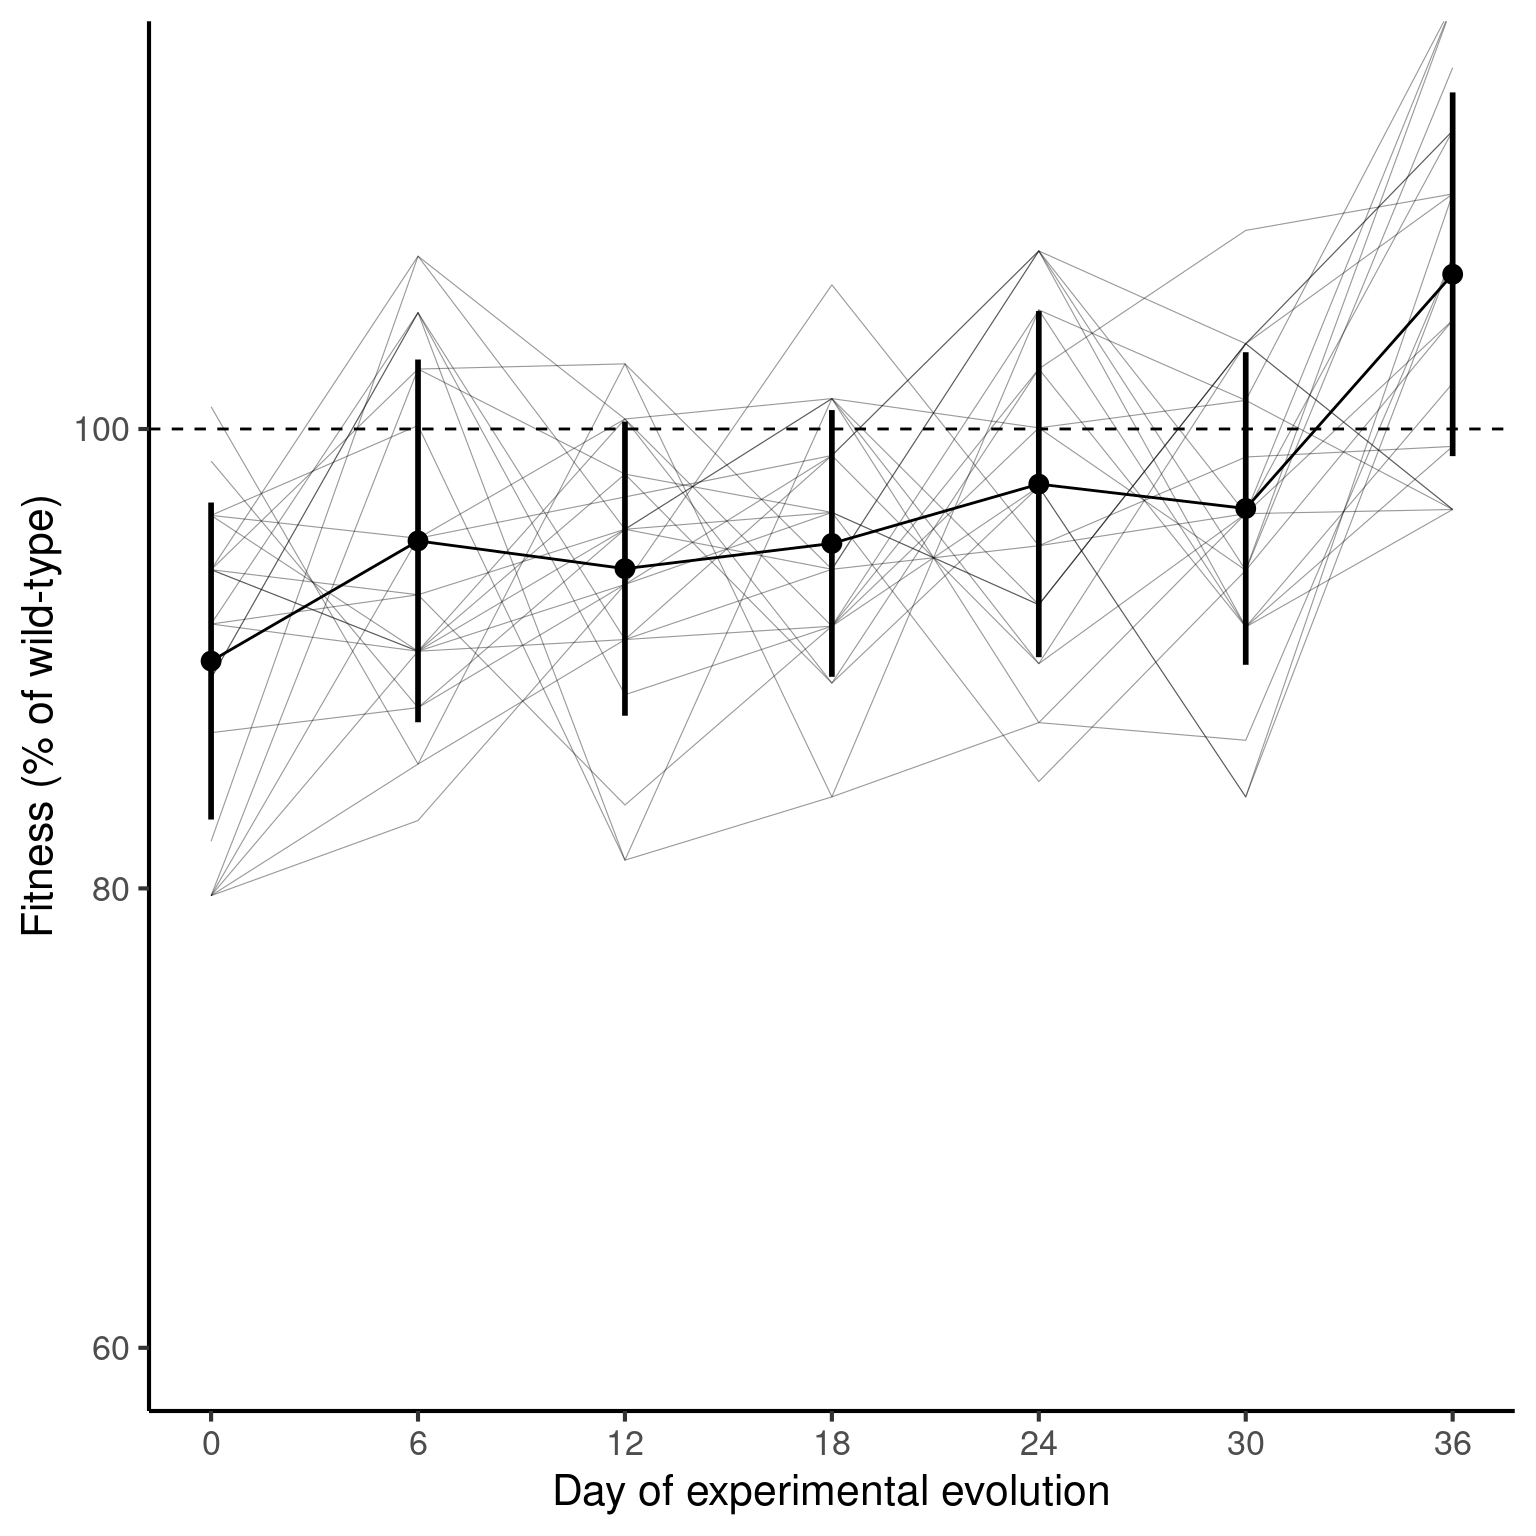 Fitness (% of wild-type)
100
80
60
0 6 12 18 24 30 36
Day of experimental evolution